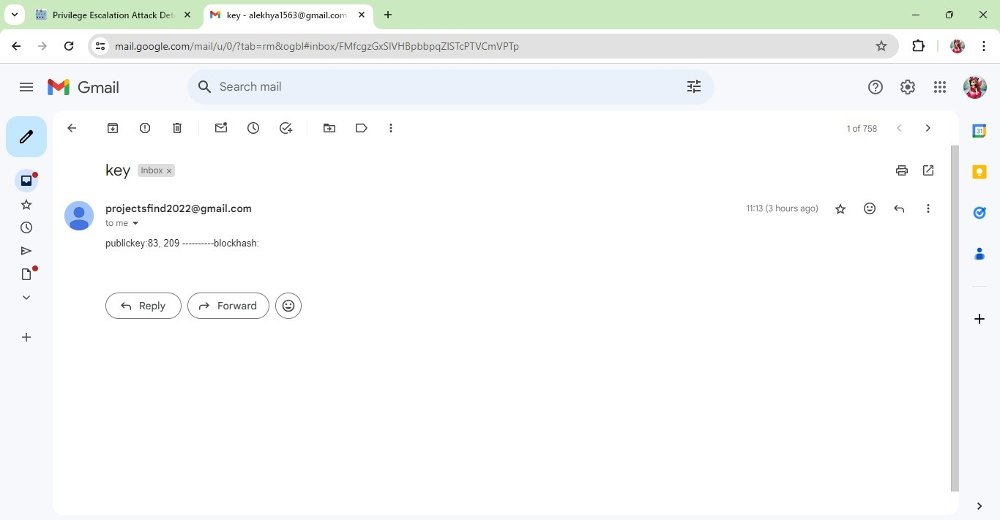 Privilege Escalation Attack Det
key - alekhya1563@gmail.com
mail.google.com/mail/u/0/?tab=rm&ogbl#inbox/FMfcgzGxSlVHBpbbpqZlSTcPTVCmVPTp
Gmail
Search mail
1 of 758
31
key
Inbox ×
projectsfind2022@gmail.com
11:13 (3 hours ago)
to me
publickey:83, 209 ----------blockhash:
Reply
Forward